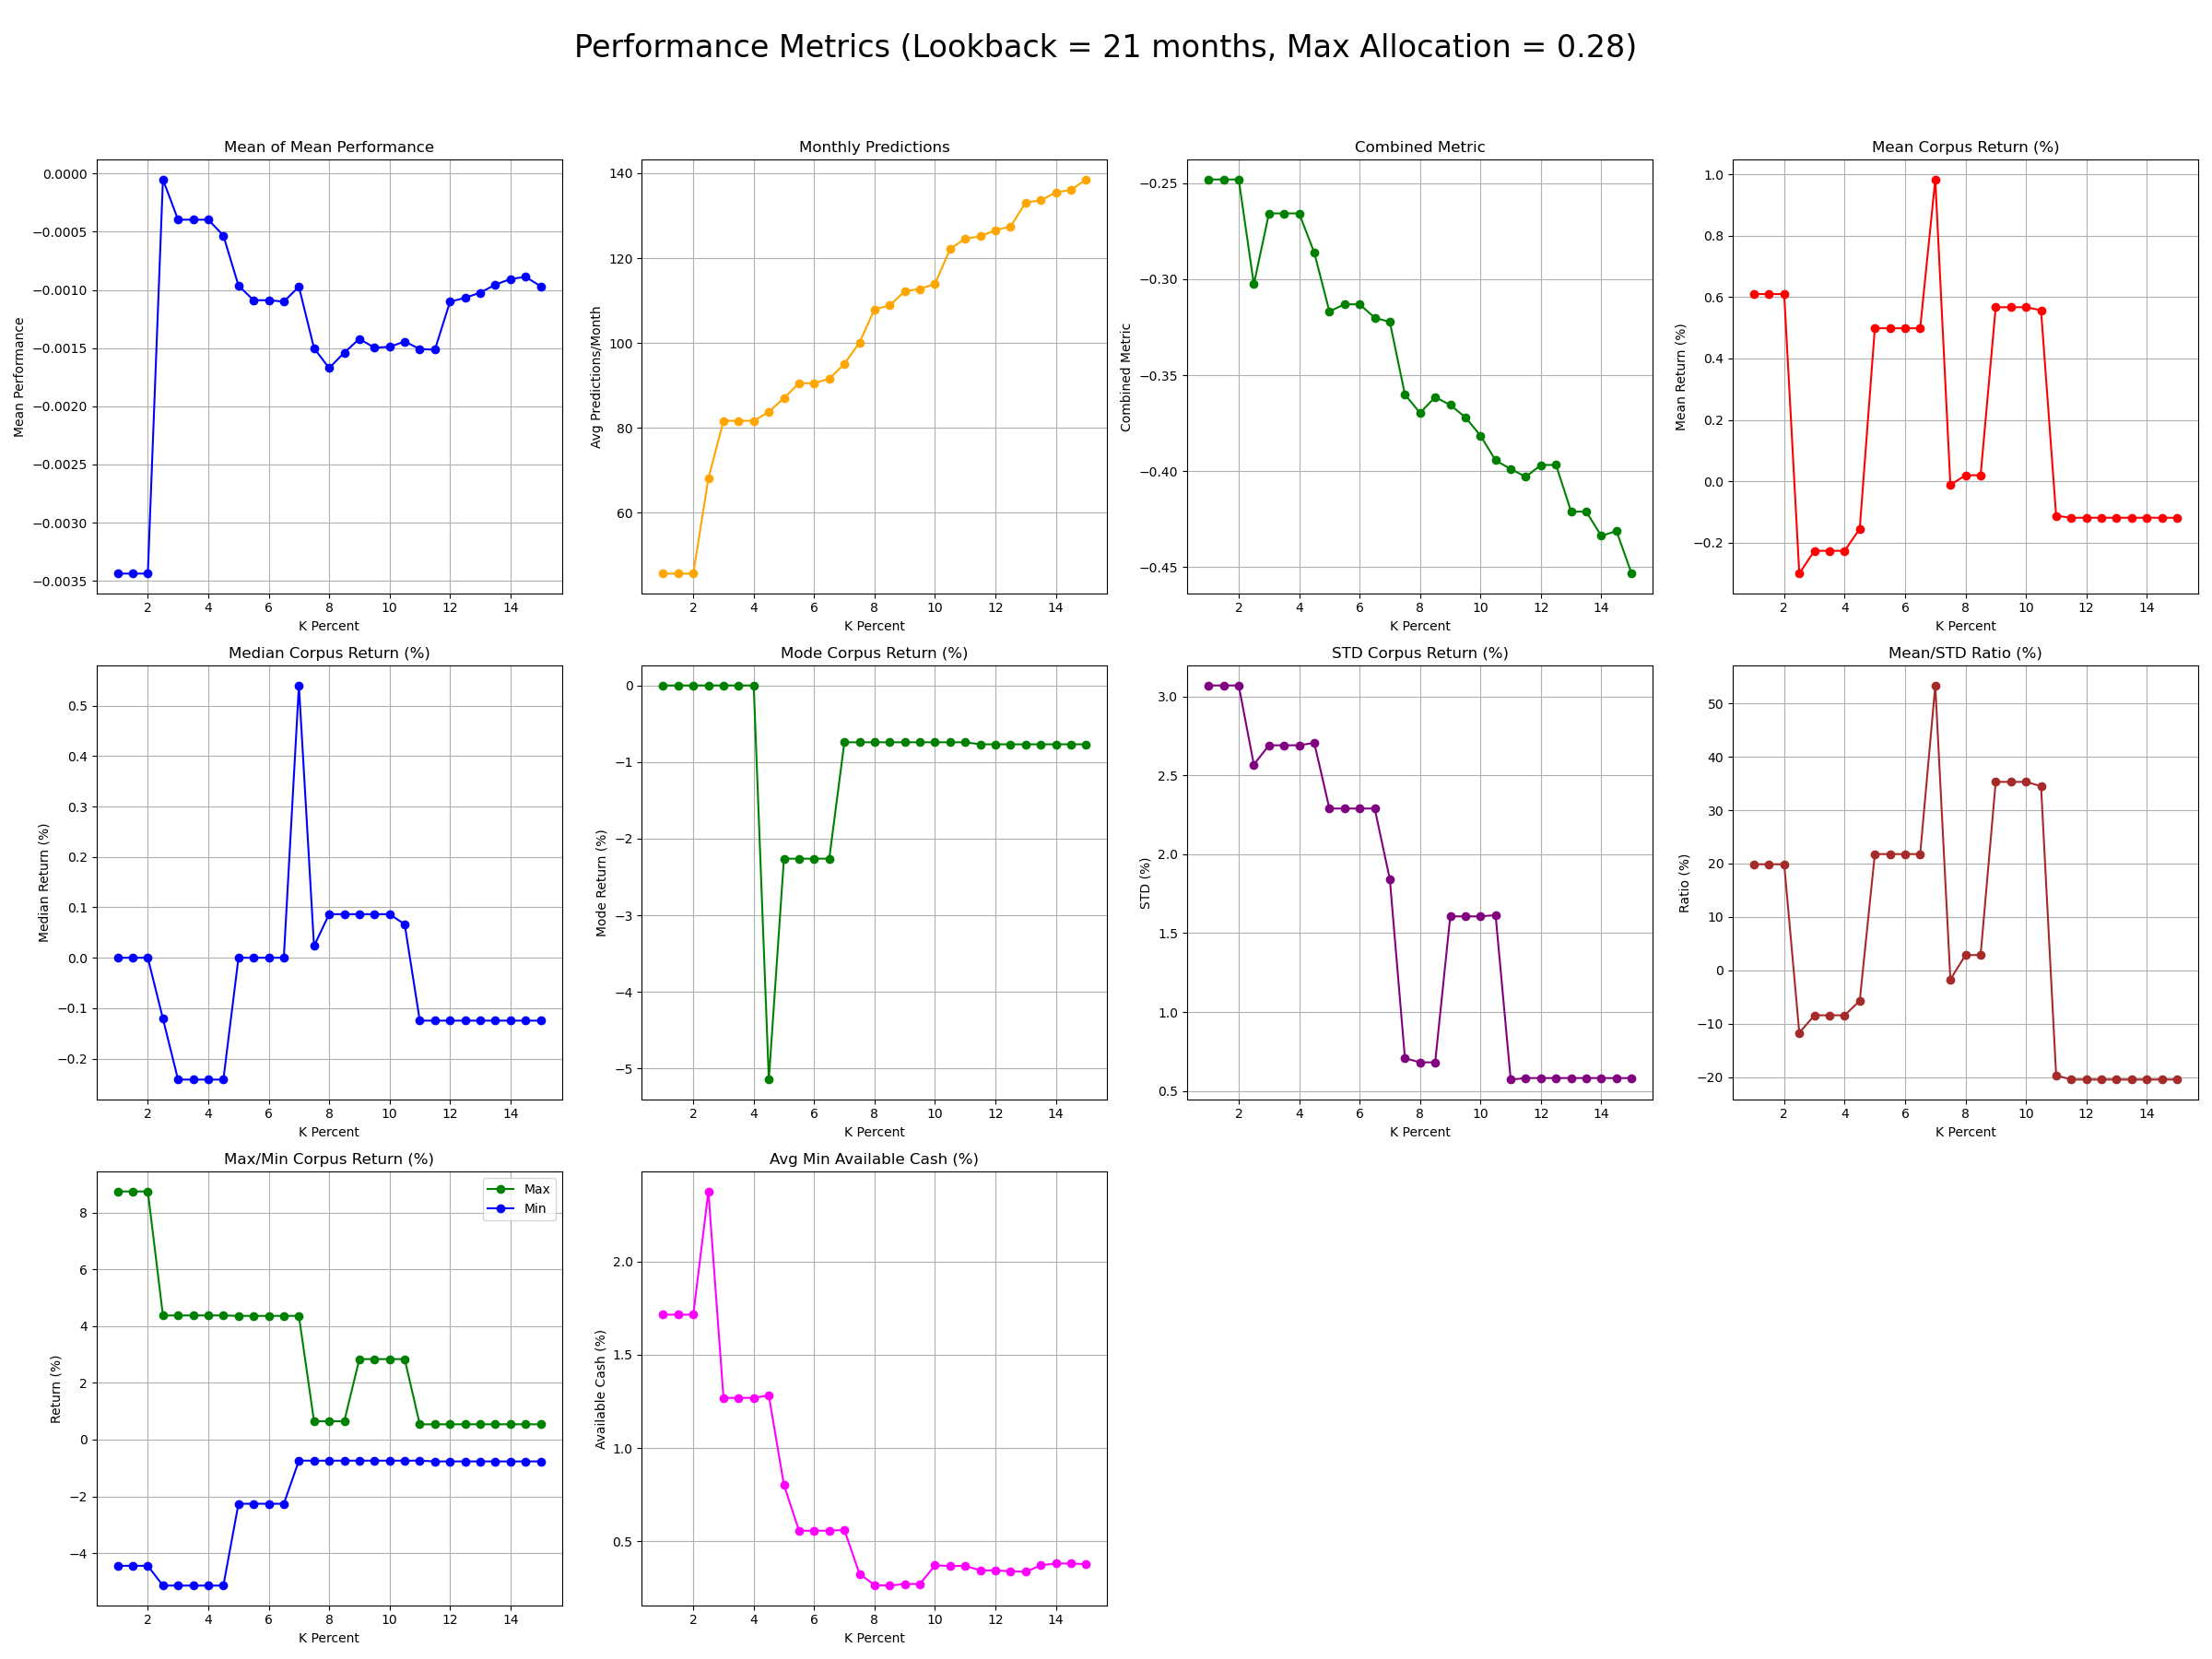 Performance Metrics (Lookback = 21 months, Max Allocation = 0.28)
Mean of Mean Performance
Mean Performance
0.0000
−0.0005
−0.0010
−0.0015
−0.0020
−0.0025
−0.0030
−0.0035
2 4 6 8 10 12 14
K Percent
Monthly Predictions
Avg Predictions/Month
140
120
100
80
60
2 4 6 8 10 12 14
K Percent
Combined Metric
Combined Metric
−0.25
−0.30
−0.35
−0.40
−0.45
2 4 6 8 10 12 14
K Percent
Mean Corpus Return (%)
Mean Return (%)
1.0
0.8
0.6
0.4
0.2
0.0
−0.2
2 4 6 8 10 12 14
K Percent
Median Corpus Return (%)
Median Return (%)
0.5
0.4
0.3
0.2
0.1
0.0
−0.1
−0.2
2 4 6 8 10 12 14
K Percent
Mode Corpus Return (%)
Mode Return (%)
0
−1
−2
−3
−4
−5
2 4 6 8 10 12 14
K Percent
STD Corpus Return (%)
STD (%)
3.0
2.5
2.0
1.5
1.0
0.5
2 4 6 8 10 12 14
K Percent
Mean/STD Ratio (%)
Ratio (%)
50
40
30
20
10
0
−10
−20
2 4 6 8 10 12 14
K Percent
Max/Min Corpus Return (%)
Return (%)
8
6
4
2
0
−2
−4
Max
Min
2 4 6 8 10 12 14
K Percent
Avg Min Available Cash (%)
Available Cash (%)
2.0
1.5
1.0
0.5
2 4 6 8 10 12 14
K Percent